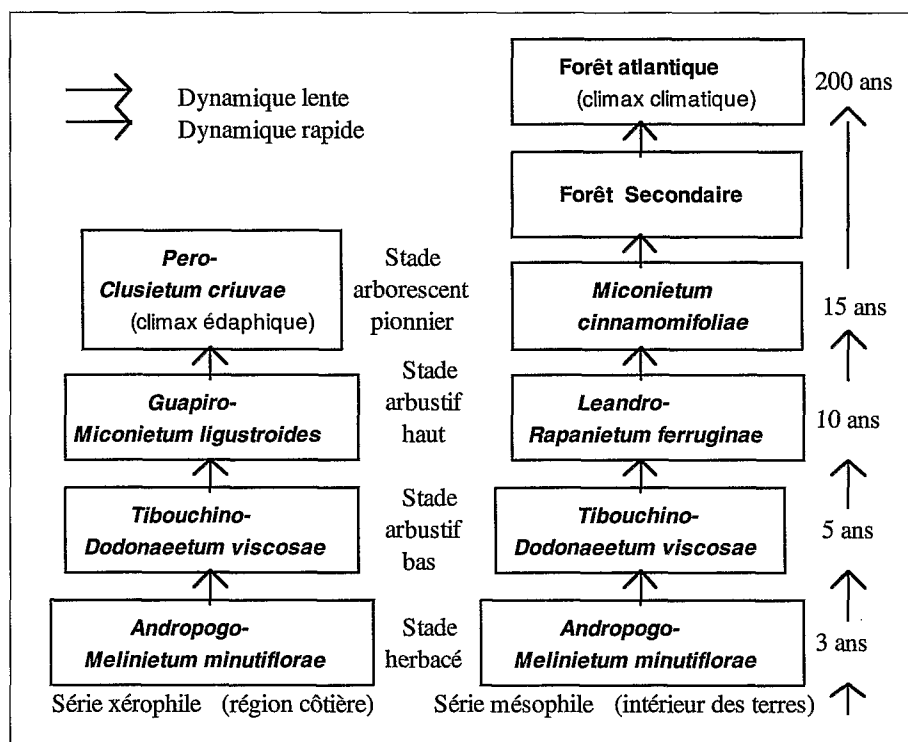 Dynamique lente
Dynamique rapide
Forêt atlantique
(climax climatique)
200 ans
Forêt Secondaire
Pero-
Clusietum criuvae
(climax édaphique)
Stade
arborescent
pionnier
Miconietum
cinnamomifoliae
15 ans
Guapiro-
Miconietum ligustroides
Stade
arbustif
haut
Leandro-
Rapanietum ferruginae
10 ans
Tibouchino-
Dodonaeetum viscosae
Stade
arbustif
bas
Tibouchino-
Dodonaeetum viscosae
5 ans
Andropogo-
Melinietum minutiflorae
Stade
herbacé
Andropogo-
Melinietum minutiflorae
3 ans
Série xérophile (région côtière)
Série mésophile (intérieur des terres)